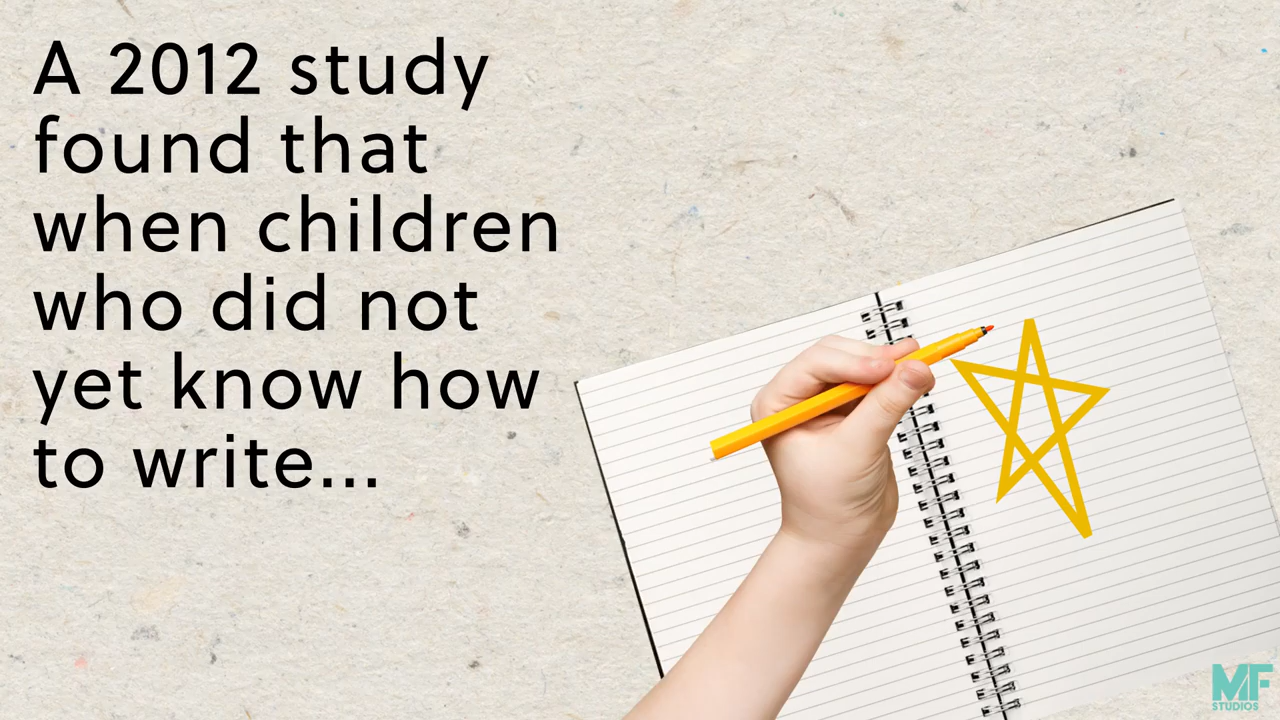 A 2012 study
found that
when children
who did not
yet know how
to write...
MF
STUDIOS